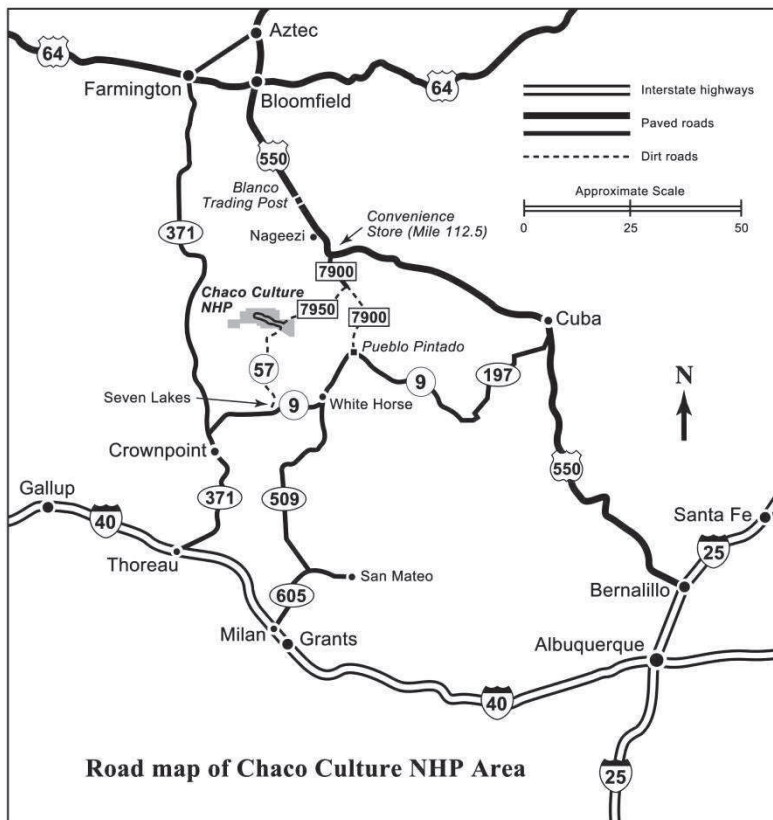 Aztec
64
Farmington
Bloomfield
64
Interstate highways
Paved roads
Dirt roads
550
Approximate Scale
0
25
50
Blanco
Trading Post
Convenience
Store (Mile 112.5)
Nageezi
371
7900
Chaco Culture
NHP
7950
7900
Cuba
Pueblo Pintado
57
9
197
N
Seven Lakes
9
White Horse
Crownpoint
550
Gallup
371
509
40
Santa Fe
25
Thoreau
San Mateo
605
Bernalillo
Milan
Grants
Albuquerque
40
Road map of Chaco Culture NHP Area
25